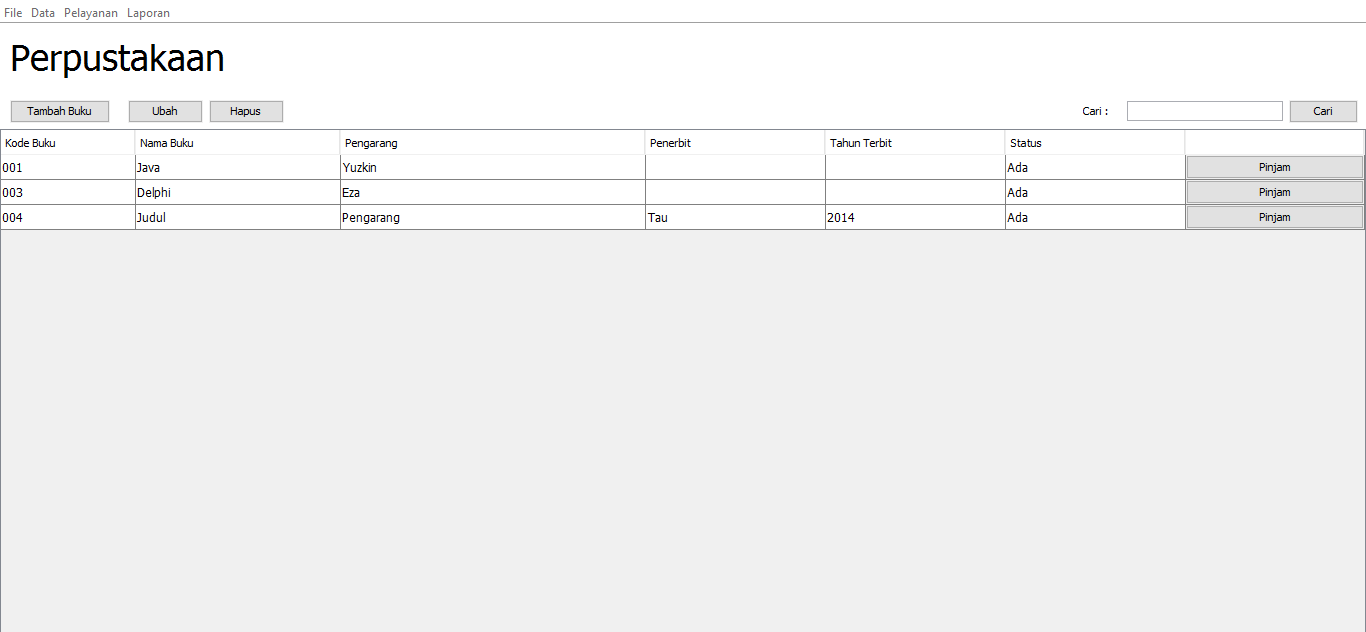 File Data Pelayanan Laporan
Perpustakaan
Tambah Buku Ubah Hapus Cari : Cari
Kode Buku Nama Buku Pengarang Penerbit Tahun Terbit Status
001 Java Yuzkin Ada Pinjam
003 Delphi Eza Ada Pinjam
004 Judul Pengarang Tau 2014 Ada Pinjam